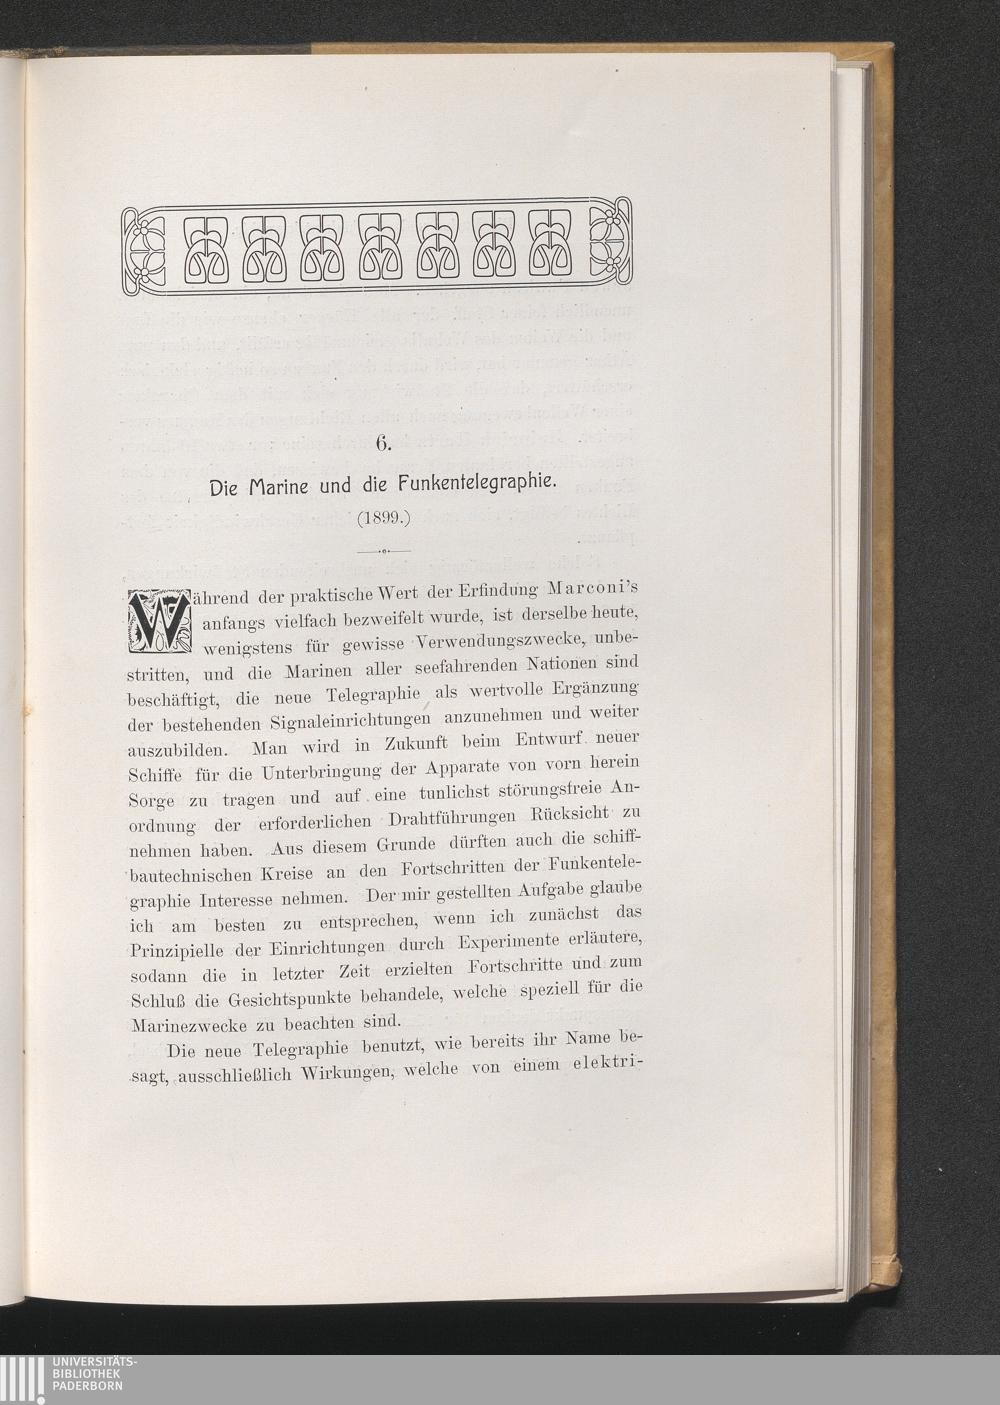 6.
Die Marine und die Funkentelegraphie.
(1899.)
Während der praktische Wert der Erfindung Marconi's
anfangs vielfach bezweifelt wurde, ist derselbe heute,
wenigstens für gewisse Verwendungszwecke, unbe-
stritten, und die Marinen aller seefahrenden Nationen sind
beschäftigt, die neue Telegraphie als wertvolle Ergänzung
der bestehenden Signaleinrichtungen anzunehmen und weiter
auszubilden. Man wird in Zukunft beim Entwurf neuer
Schiffe für die Unterbringung der Apparate von vorn herein
Sorge zu tragen und auf eine tunlichst störungsfreie An-
ordnung der erforderlichen Drahtführungen Rücksicht zu
nehmen haben. Aus diesem Grunde dürften auch die schiff-
bautechnischen Kreise an den Fortschritten der Funkentele-
graphie Interesse nehmen. Der mir gestellten Aufgabe glaube
ich am besten zu entsprechen, wenn ich zunächst das
Prinzipielle der Einrichtungen durch Experimente erläutere,
sodann die in letzter Zeit erzielten Fortschritte und zum
Schluß die Gesichtspunkte behandele, welche speziell für die
Marinezwecke zu beachten sind.
Die neue Telegraphie benutzt, wie bereits ihr Name be-
sagt, ausschließlich Wirkungen, welche von einem elektri-
UNIVERSITÄTS-
BIBLIOTHEK
PADERBORN